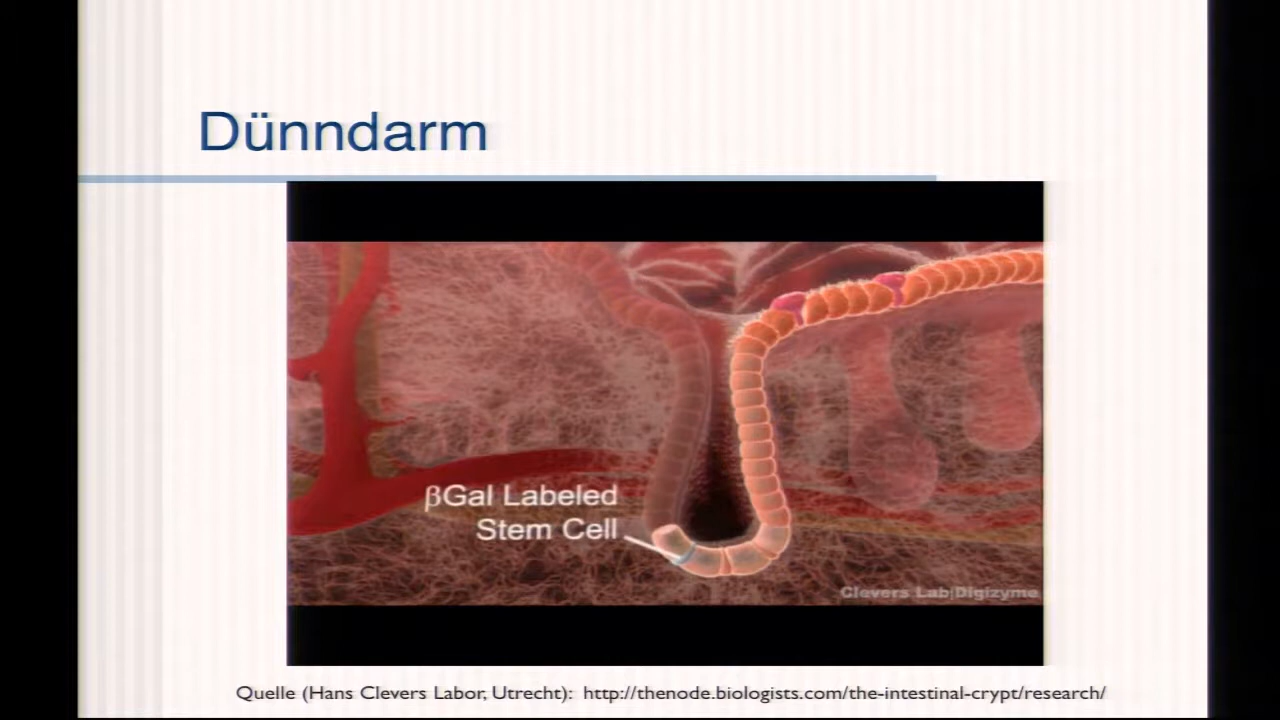 Dünndarm
βGal Labeled
Stem Cell
Clevers Lab|Digizyme
Quelle (Hans Clevers Labor, Utrecht): http://thenode.biologists.com/the-intestinal-crypt/research/